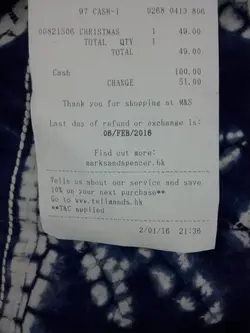 97 CASH-1 0268 0413 806
00821506 CHRISTMAS 1 49.00
TOTAL QTY 1
TOTAL 49.00
Cash 100.00
CHANGE 51.00
Thank you for shopping at M&S
Last day of refund or exchange is:
06/FEB/2016
Find out more:
marksandspencer.hk
Tells us about our service and save
10% on your next purchase**
Go to www.tellmands.hk
**T&C applied
2/01/16 21:36